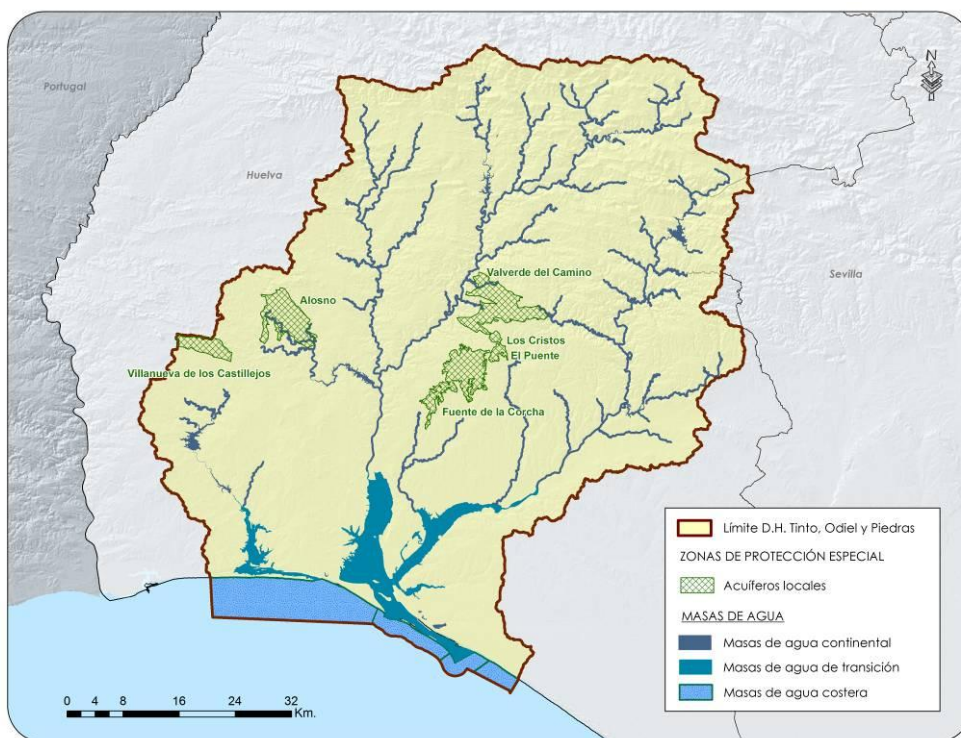 Portugal
N
Huelva
Sevilla
Valverde del Camino
Alosno
Los Cristos
El Puente
Villanueva de los Castillejos
Fuente de la Corcha
Límite D.H. Tinto, Odiel y Piedras
ZONAS DE PROTECCIÓN ESPECIAL
Acuíferos locales
MASAS DE AGUA
Masas de agua continental
Masas de agua de transición
Masas de agua costera
0 2 4 6 8 16 24 32
Km.